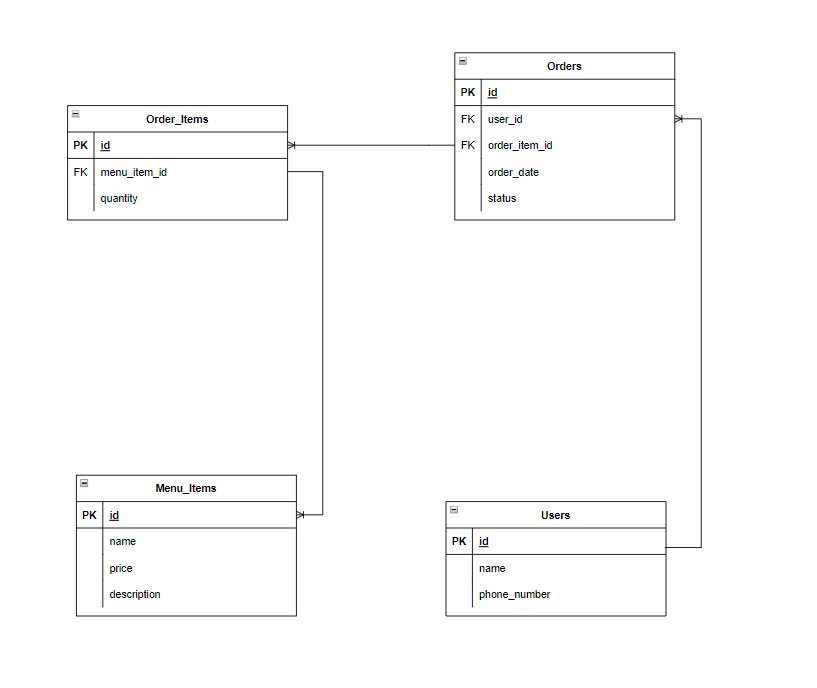 Order_Items
PK id
FK menu_item_id
quantity
Orders
PK id
FK user_id
FK order_item_id
order_date
status
Menu_Items
PK id
name
price
description
Users
PK id
name
phone_number